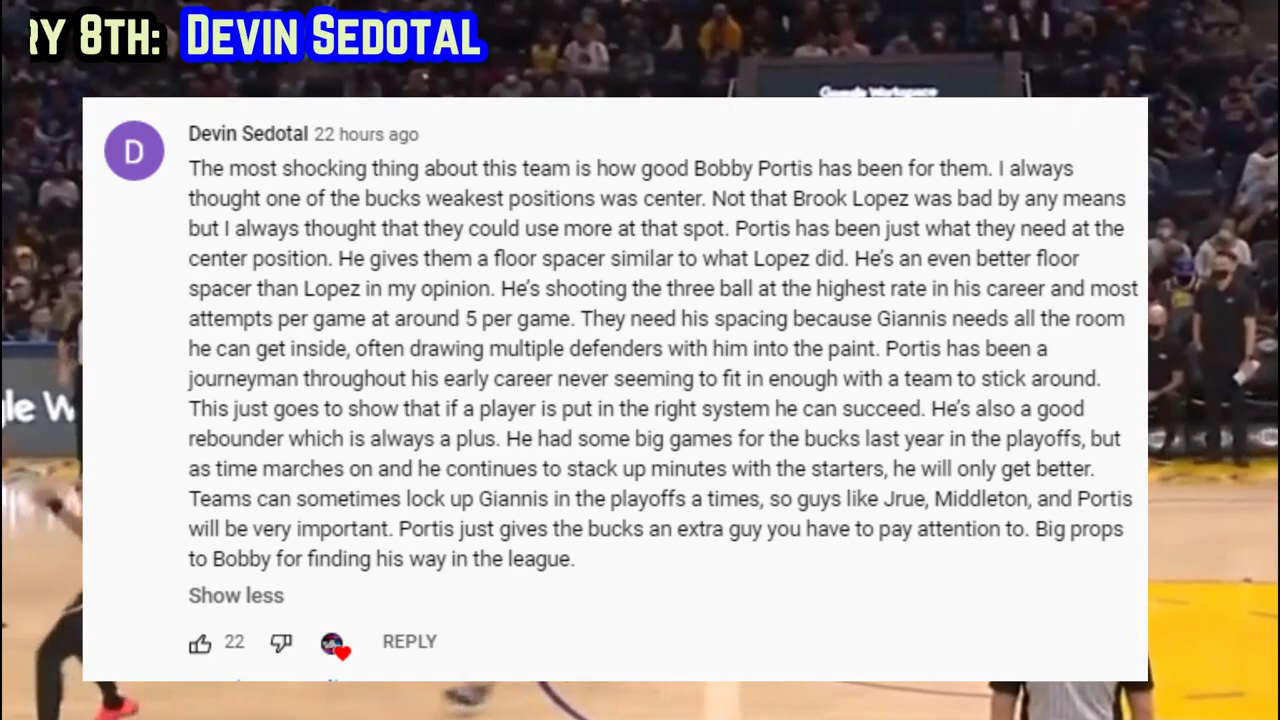 RY 8TH: DEVIN SEDOTAL
Google Workspace
D
Devin Sedotal 22 hours ago
The most shocking thing about this team is how good Bobby Portis has been for them. I always
thought one of the bucks weakest positions was center. Not that Brook Lopez was bad by any means
but I always thought that they could use more at that spot. Portis has been just what they need at the
center position. He gives them a floor spacer similar to what Lopez did. He's an even better floor
spacer than Lopez in my opinion. He's shooting the three ball at the highest rate in his career and most
attempts per game at around 5 per game. They need his spacing because Giannis needs all the room
he can get inside, often drawing multiple defenders with him into the paint. Portis has been a
journeyman throughout his early career never seeming to fit in enough with a team to stick around.
This just goes to show that if a player is put in the right system he can succeed. He's also a good
rebounder which is always a plus. He had some big games for the bucks last year in the playoffs, but
as time marches on and he continues to stack up minutes with the starters, he will only get better.
Teams can sometimes lock up Giannis in the playoffs a times, so guys like Jrue, Middleton, and Portis
will be very important. Portis just gives the bucks an extra guy you have to pay attention to. Big props
to Bobby for finding his way in the league.
Show less
22 REPLY
le W